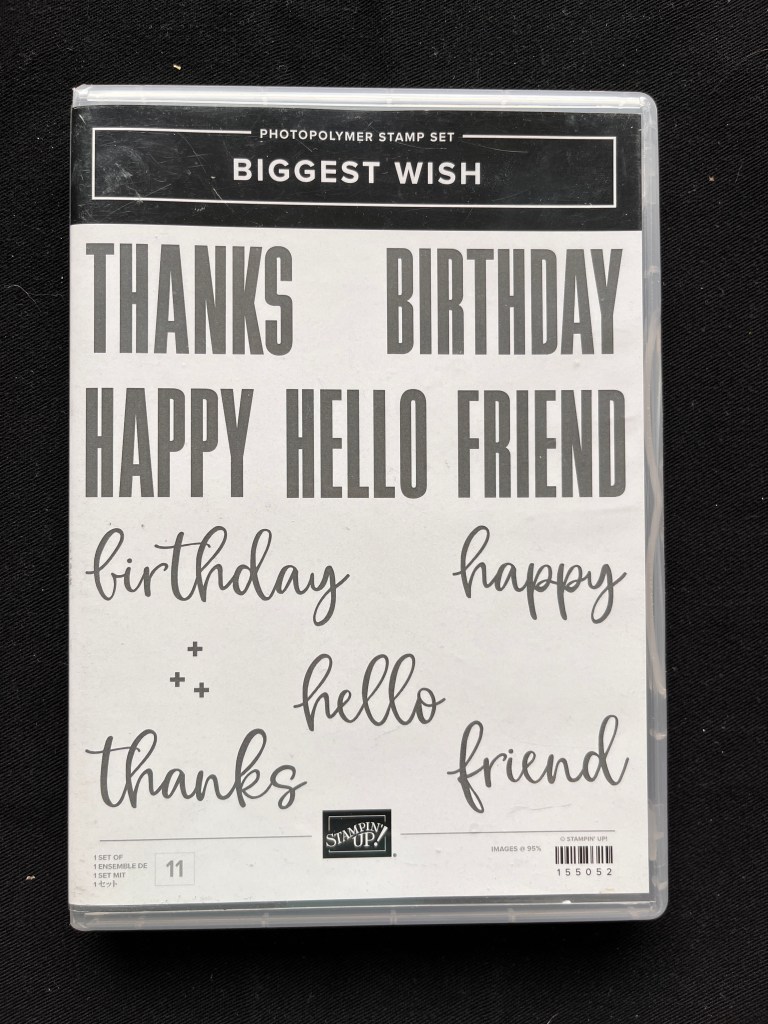 PHOTOPOLYMER STAMP SET
BIGGEST WISH
THANKS BIRTHDAY
HAPPY HELLO FRIEND
birthday happy
hello
thanks friend
STAMPIN' UP!®
© STAMPIN' UP!
IMAGES @ 95%
155052
1 SET OF
1 ENSEMBLE DE
1 SET MIT
1セット
11